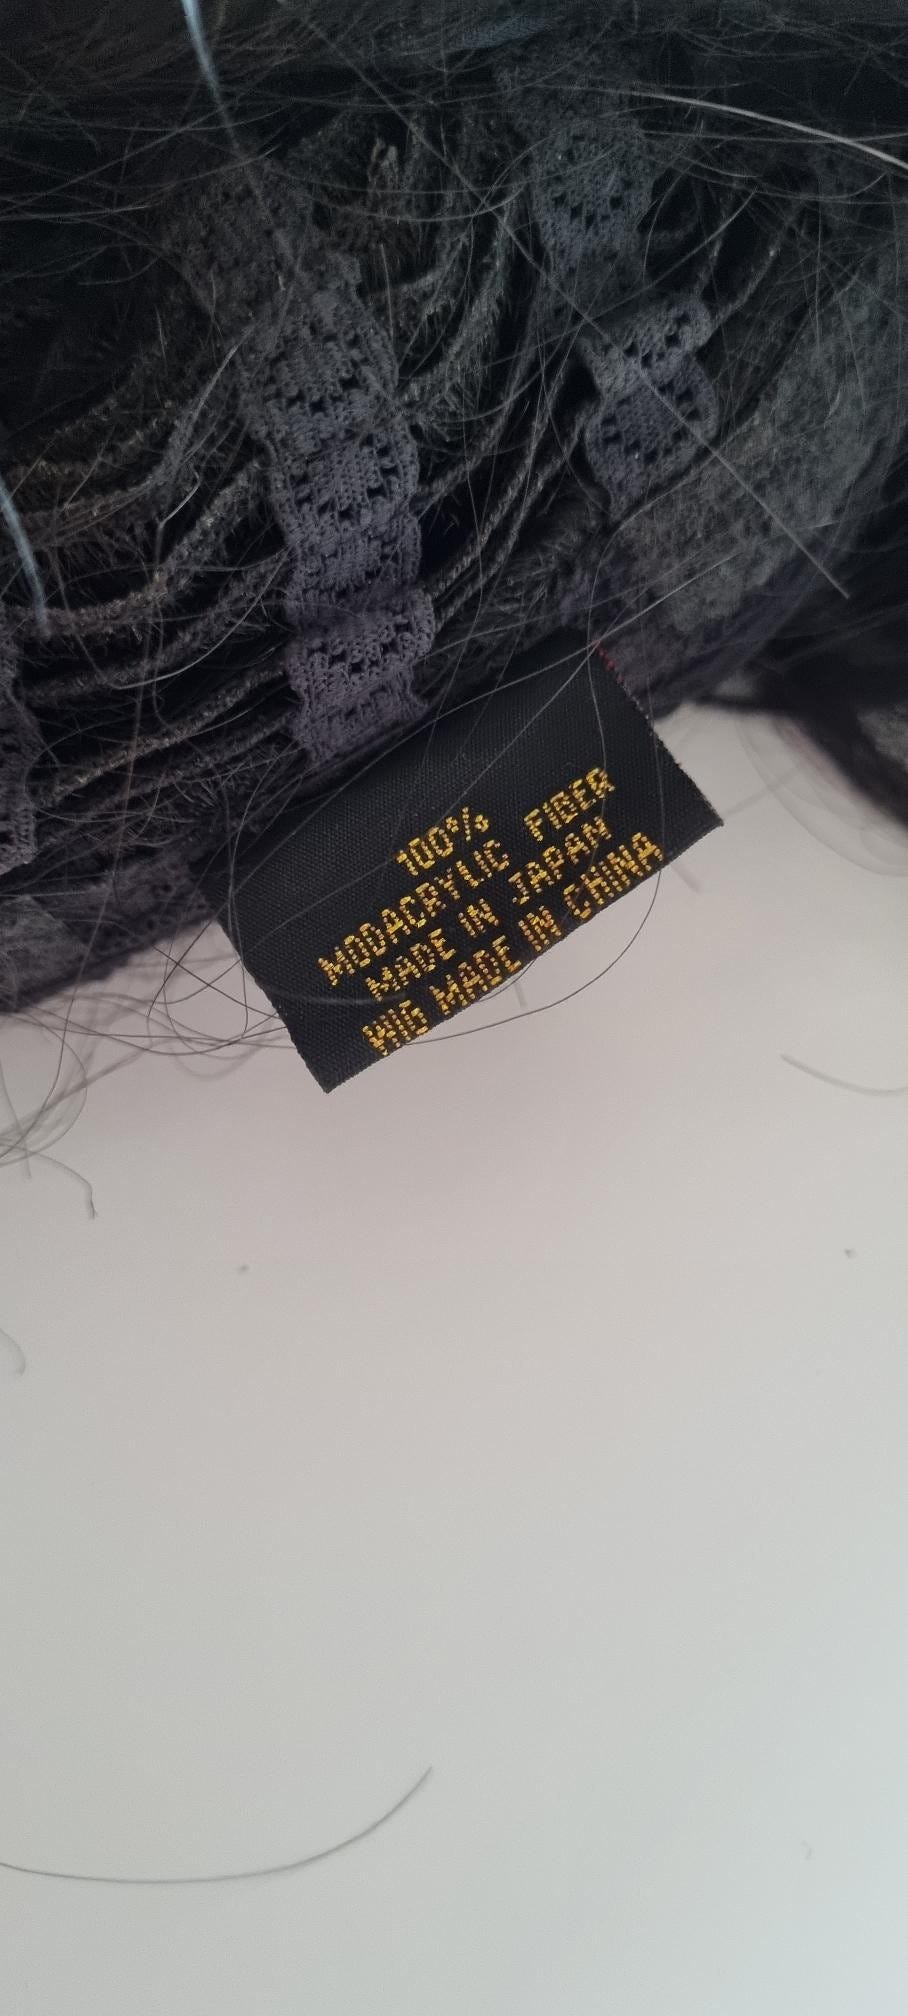 100%
MODACRYLIC FIBER
MADE IN JAPAN
WIG MADE IN CHINA